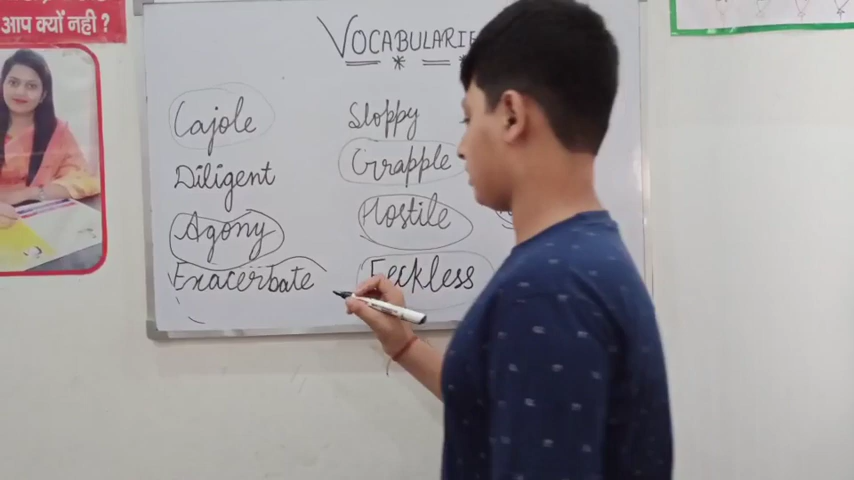 आप क्यों नही ?
VOCABULARIE
Cajole
Sloppy
Diligent
Grapple
Agony
Hostile
Exacerbate
Feckless